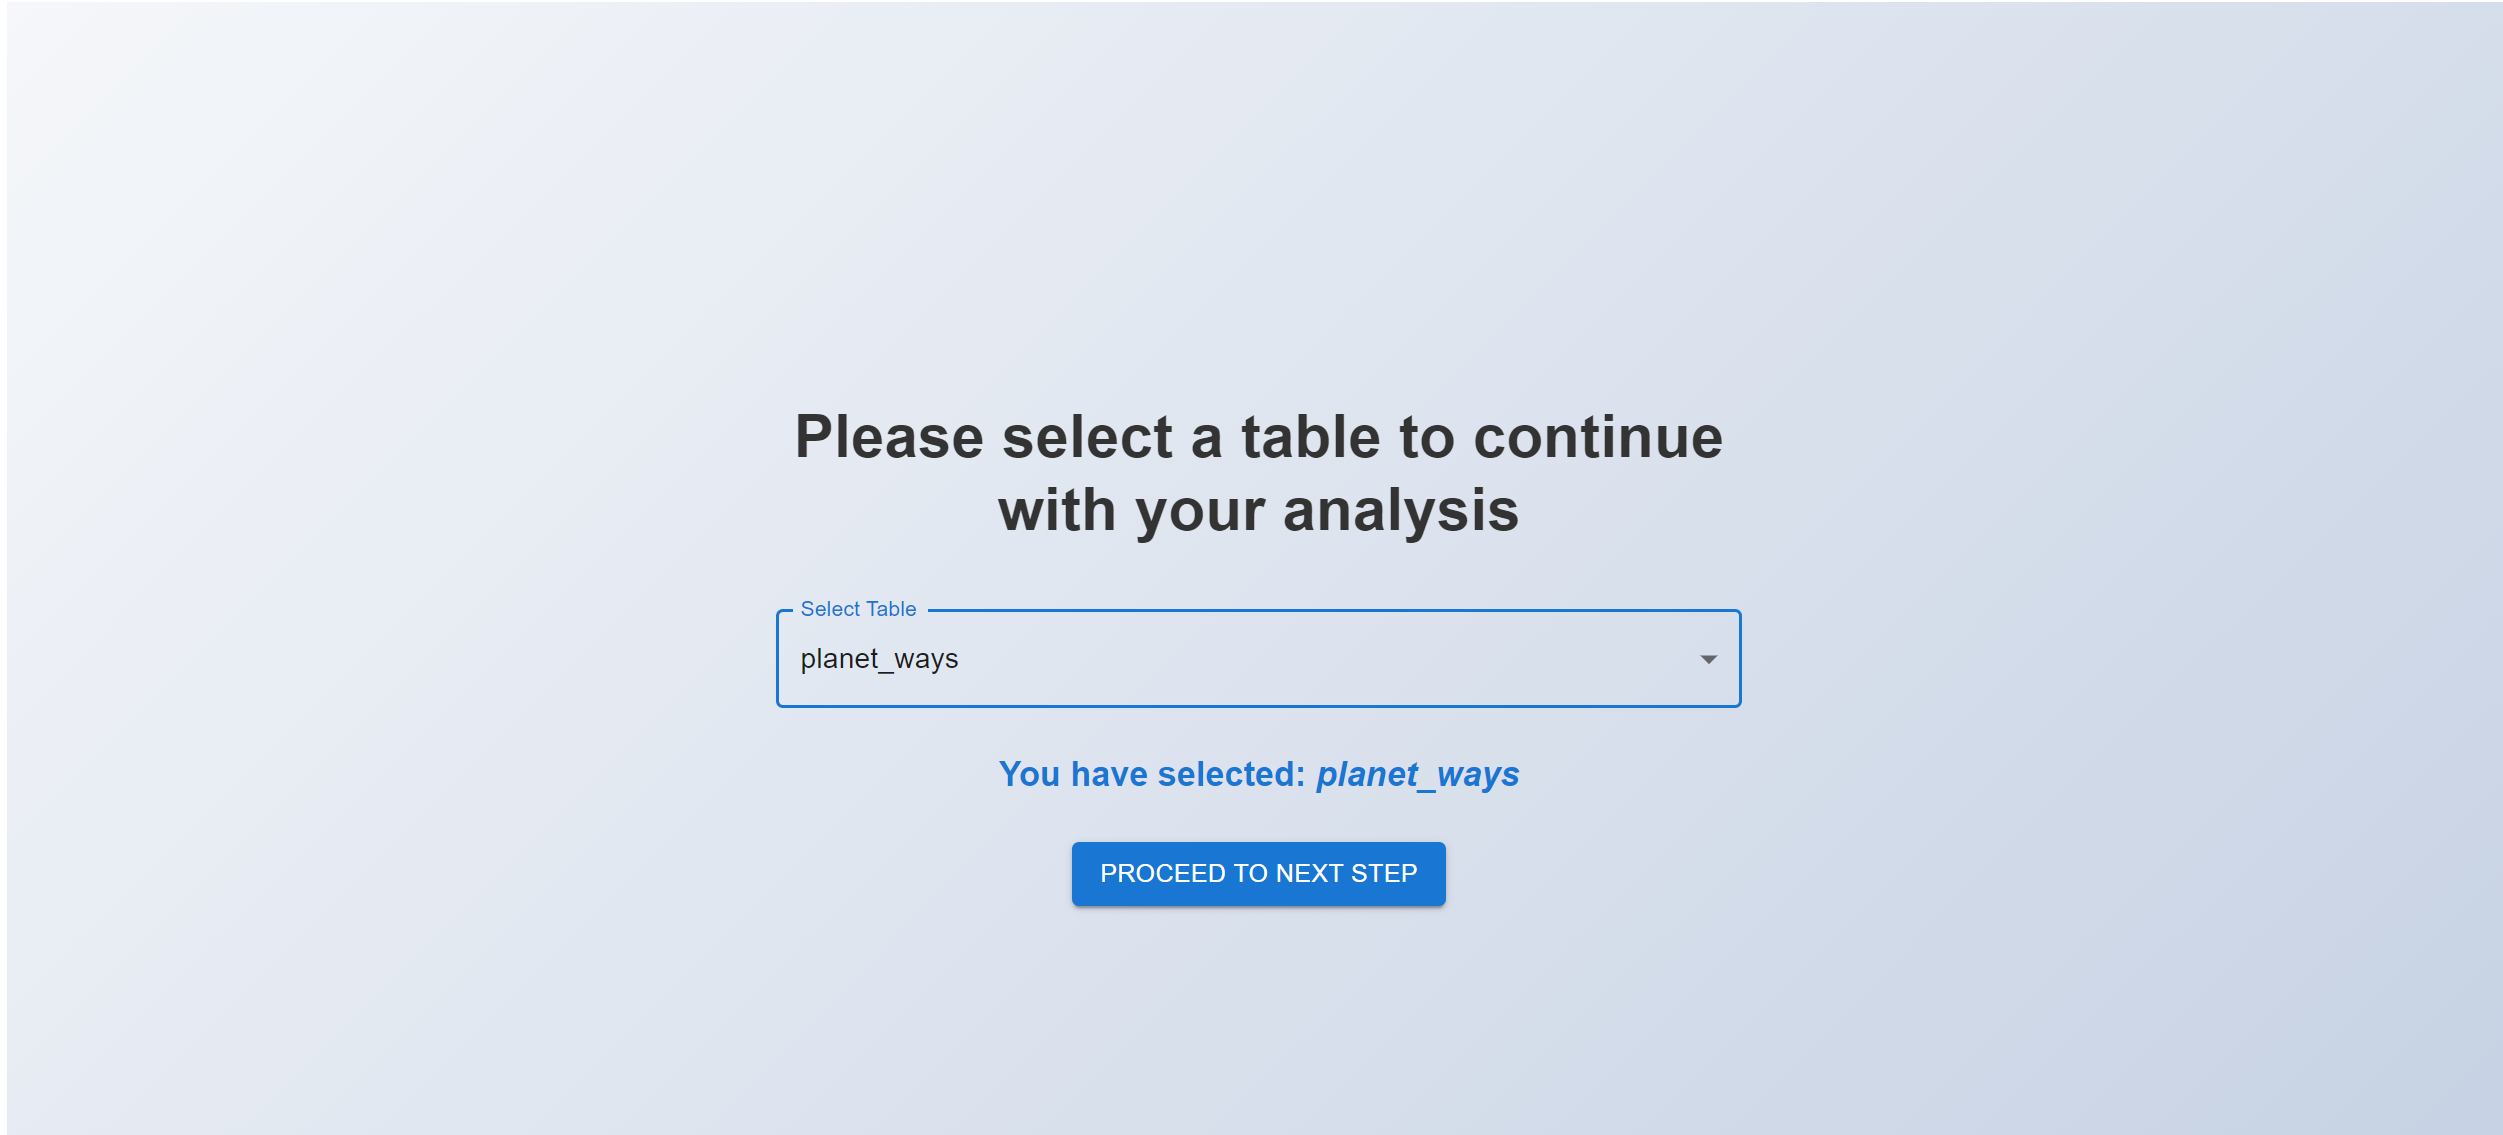 Please select a table to continue
with your analysis
Select Table
planet_ways
You have selected: planet_ways
PROCEED TO NEXT STEP